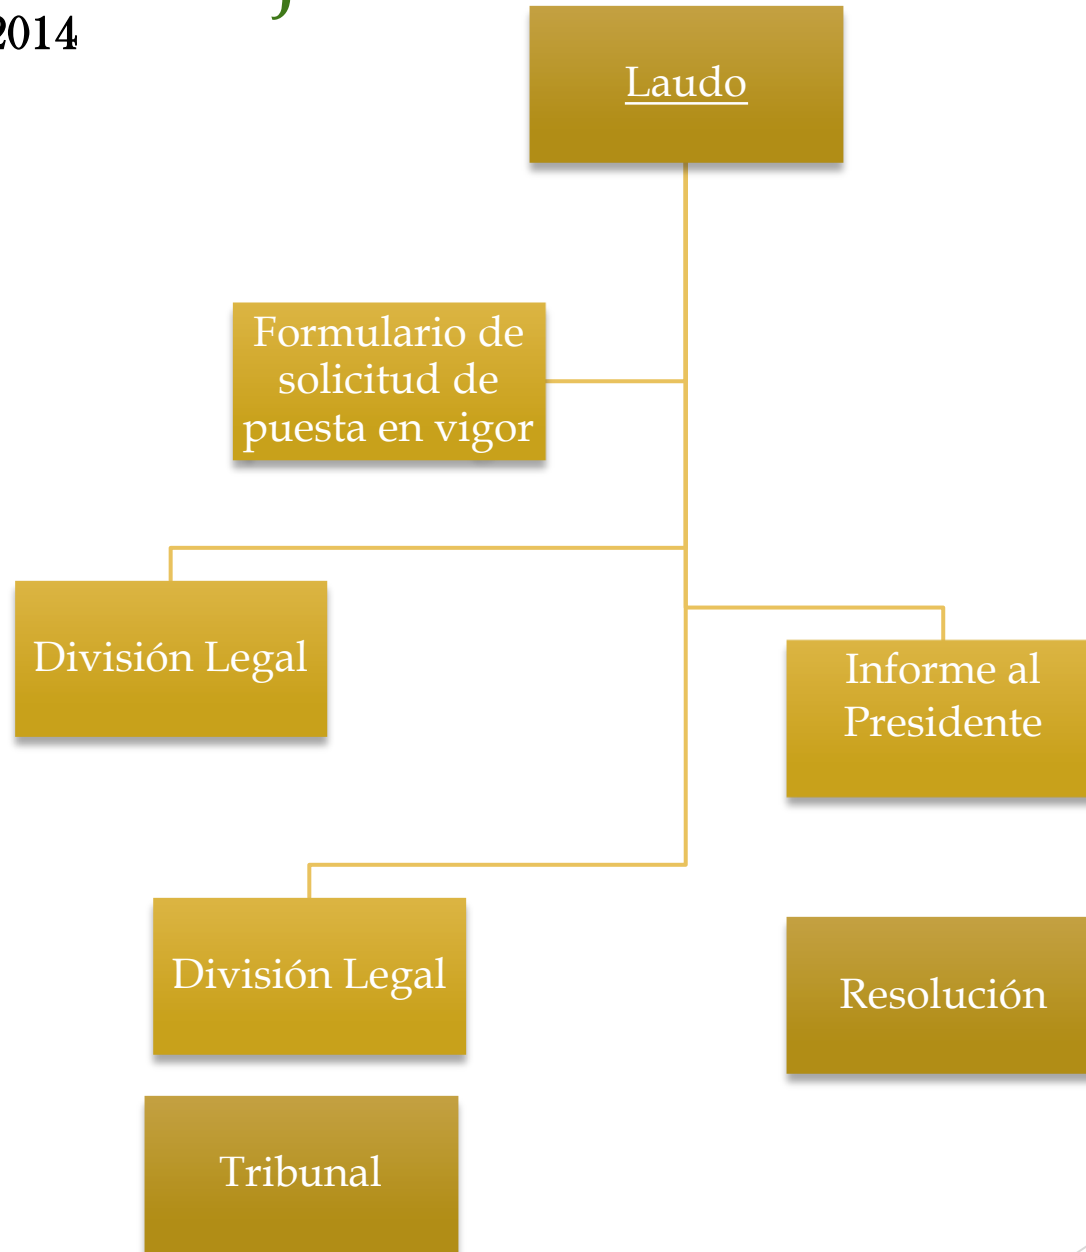 2014
Laudo
Formulario de
solicitud de
puesta en vigor
División Legal
Informe al
Presidente
División Legal
Resolución
Tribunal